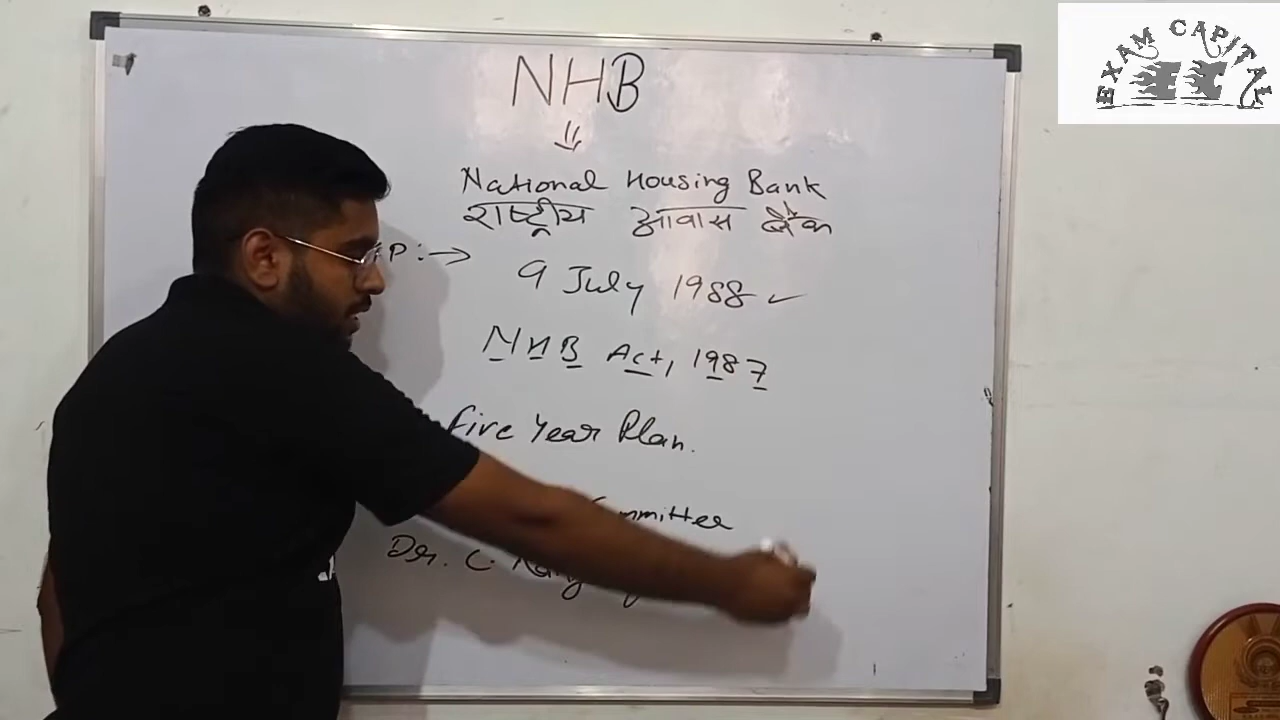 EXAM CAPITAL
NHB
National Housing Bank
राष्ट्रीय आवास बैंक
9 July 1988
NHB Act, 1987
Five Year Plan.
Dr. C.